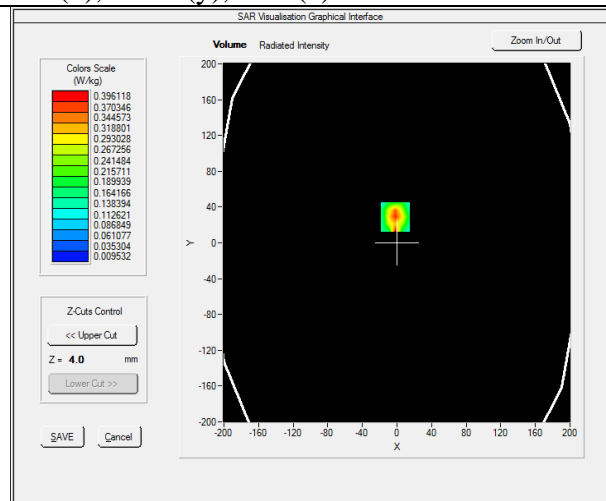 SAR Visualisation Graphical Interface
Volume Radiated Intensity
Zoom In/Out
Colors Scale
(W/kg)
0.396118
0.370346
0.344573
0.318801
0.293028
0.267256
0.241484
0.215711
0.189939
0.164166
0.138394
0.112621
0.086849
0.061077
0.035304
0.009532
Z-Cuts Control
<< Upper Cut
Z = 4.0 mm
Lower Cut >>
SAVE Cancel
200
160
120
80
40
0
-40
-80
-120
-160
-200
Y
-200 -160 -120 -80 -40 0 40 80 120 160 200
X